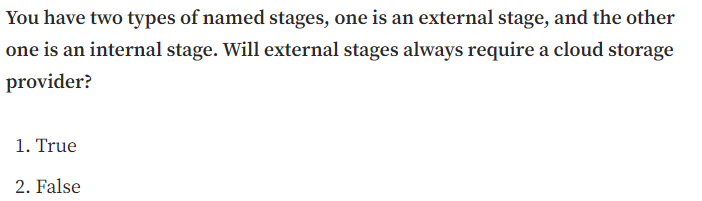 You have two types of named stages, one is an external stage, and the other
one is an internal stage. Will external stages always require a cloud storage
provider?
1. True
2. False